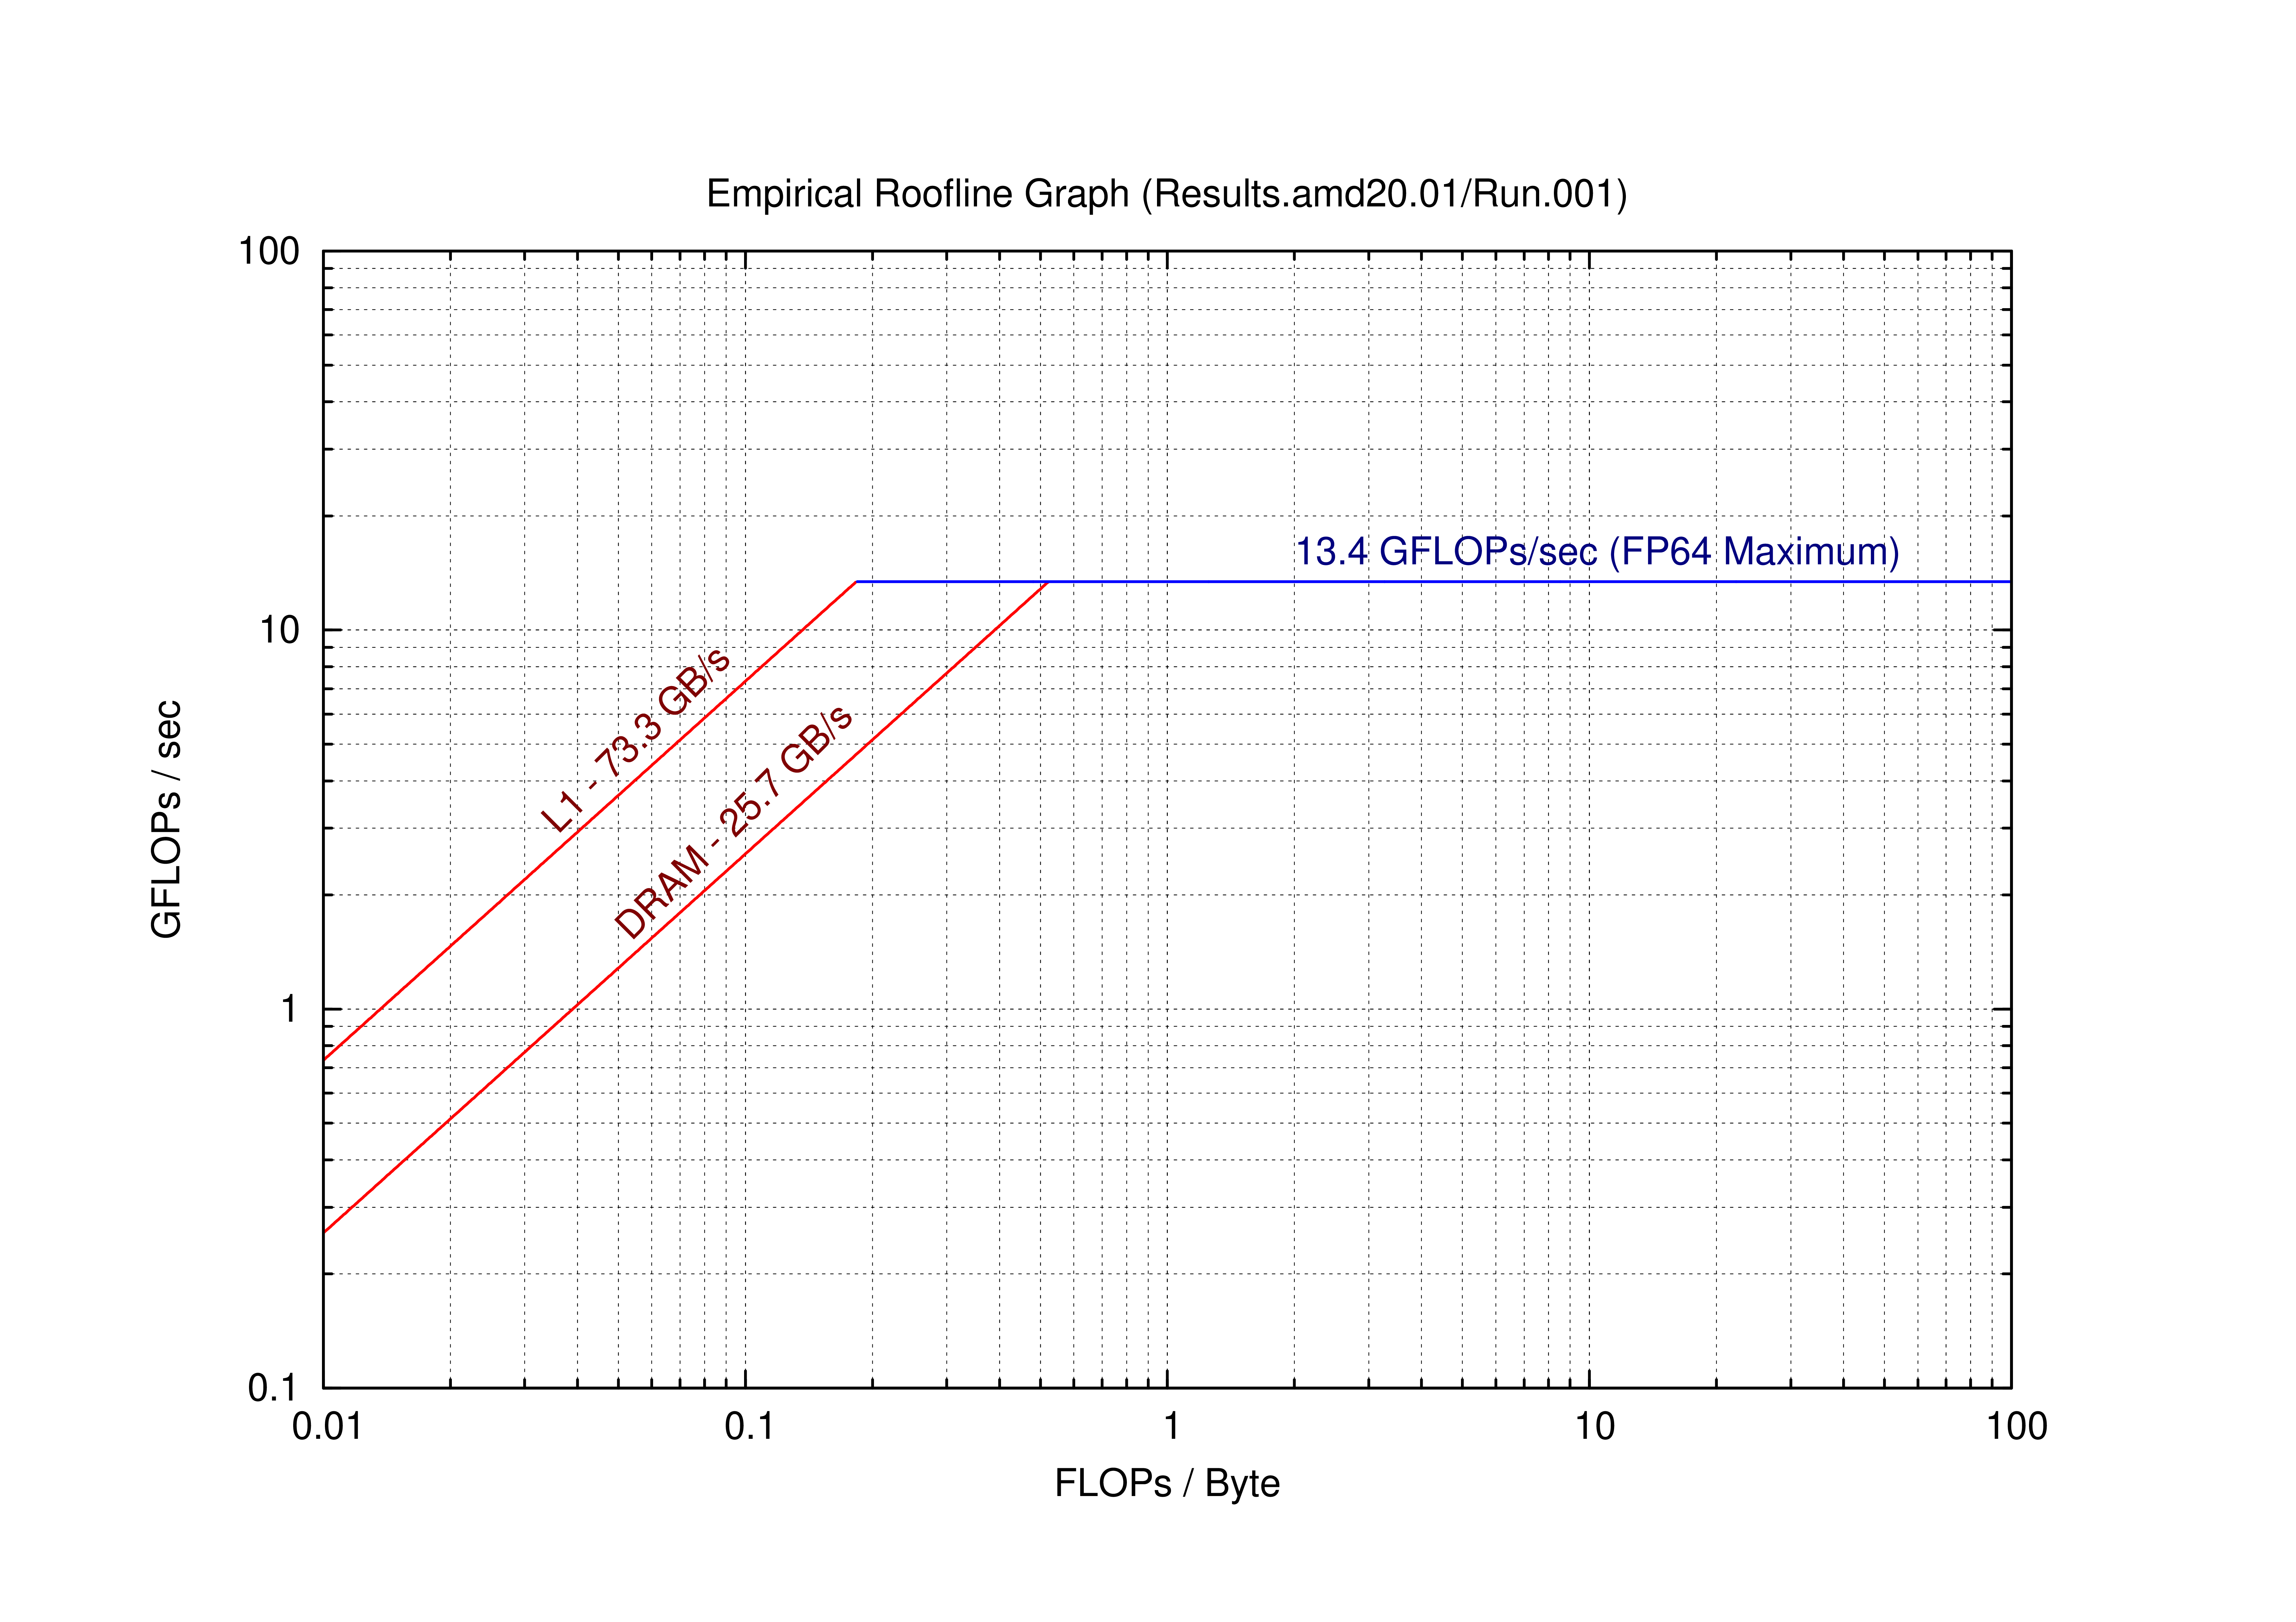 Empirical Roofline Graph (Results.amd20.01/Run.001)
100
13.4 GFLOPs/sec (FP64 Maximum)
10
L1 - 73.3 GB/s
DRAM - 25.7 GB/s
GFLOPs / sec
1
0.1
0.01
0.1
1
10
100
FLOPs / Byte